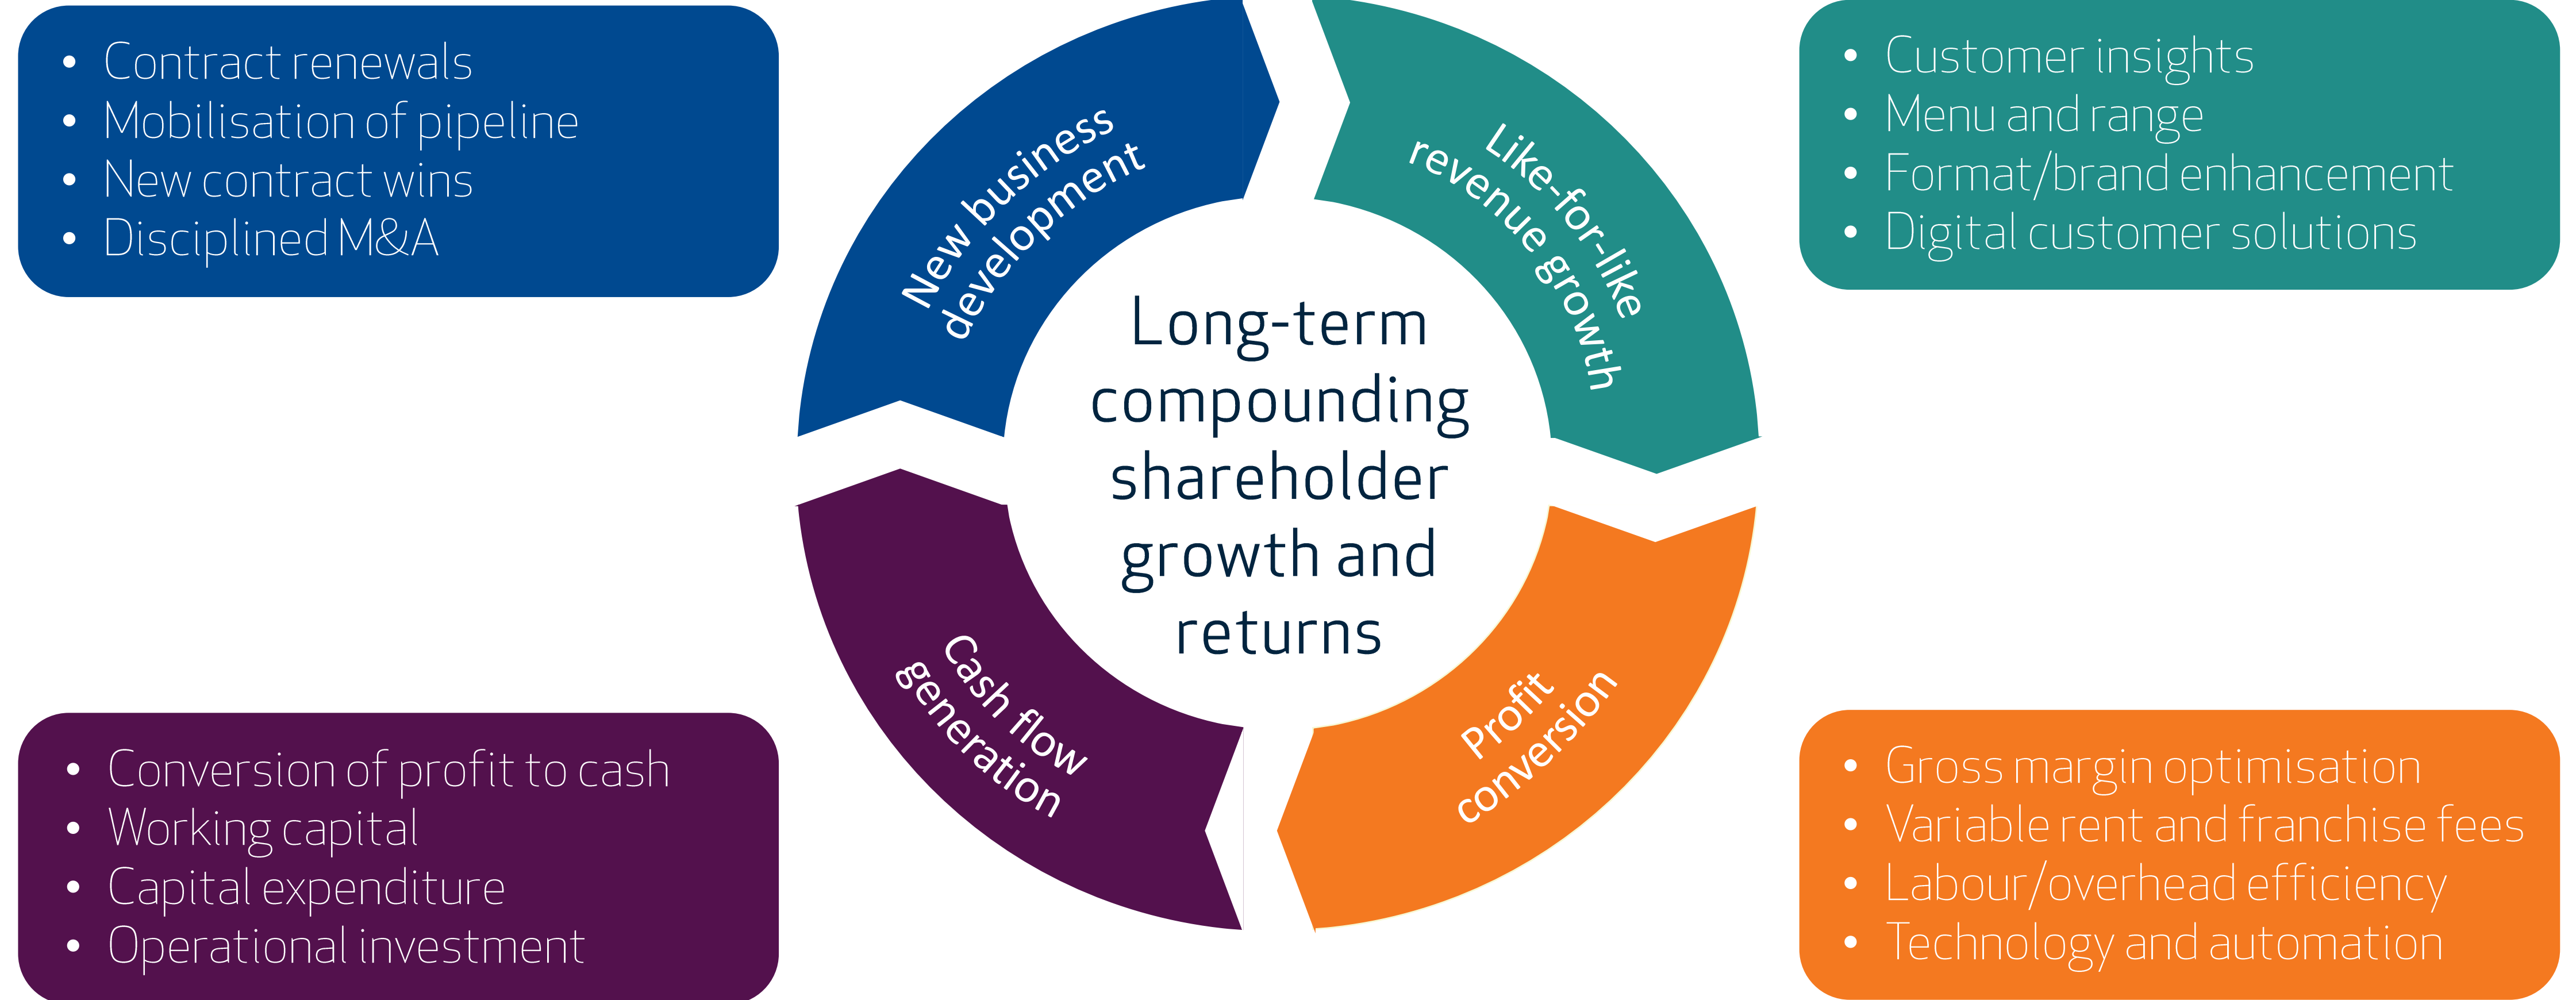 • Contract renewals
• Mobilisation of pipeline
• New contract wins
• Disciplined M&A
New business
development
Like-for-like
revenue growth
• Customer insights
• Menu and range
• Format/brand enhancement
• Digital customer solutions
Long-term
compounding
shareholder
growth and
returns
• Conversion of profit to cash
• Working capital
• Capital expenditure
• Operational investment
Cash flow
generation
Profit
conversion
• Gross margin optimisation
• Variable rent and franchise fees
• Labour/overhead efficiency
• Technology and automation